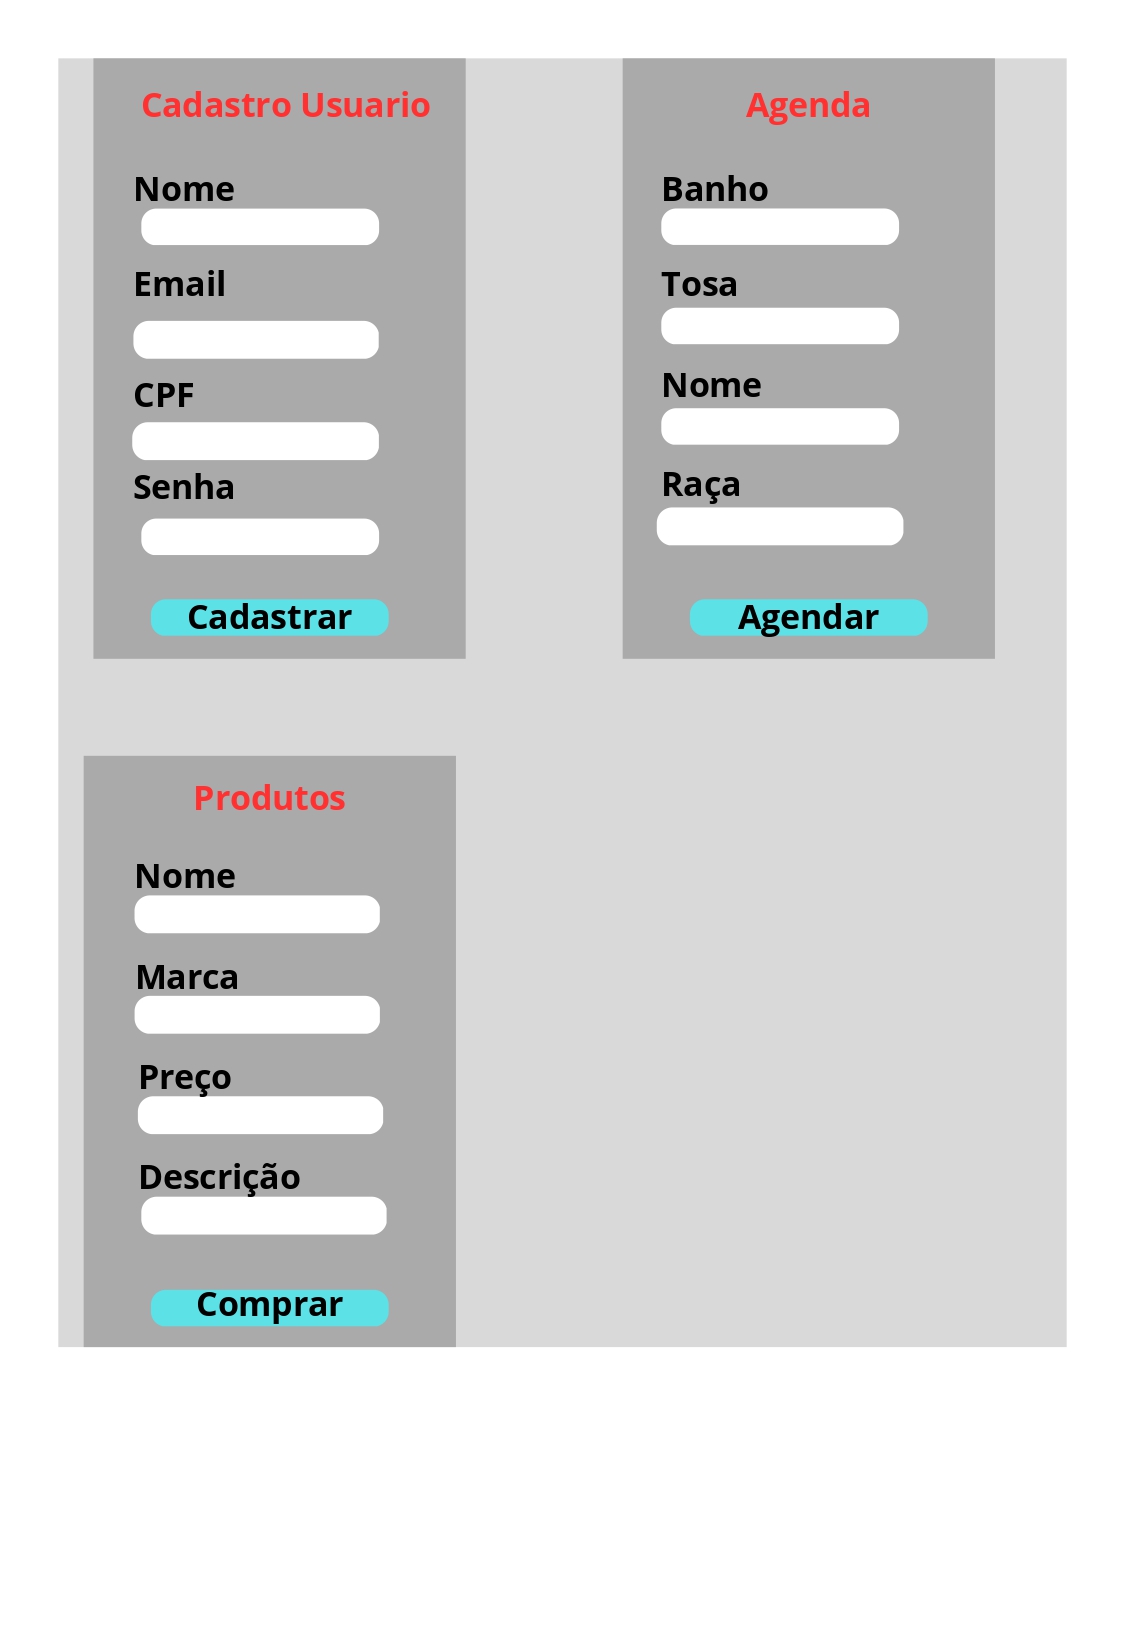 Cadastro Usuario
Nome
Email
CPF
Senha
Cadastrar
Agenda
Banho
Tosa
Nome
Raça
Agendar
Produtos
Nome
Marca
Preço
Descrição
Comprar